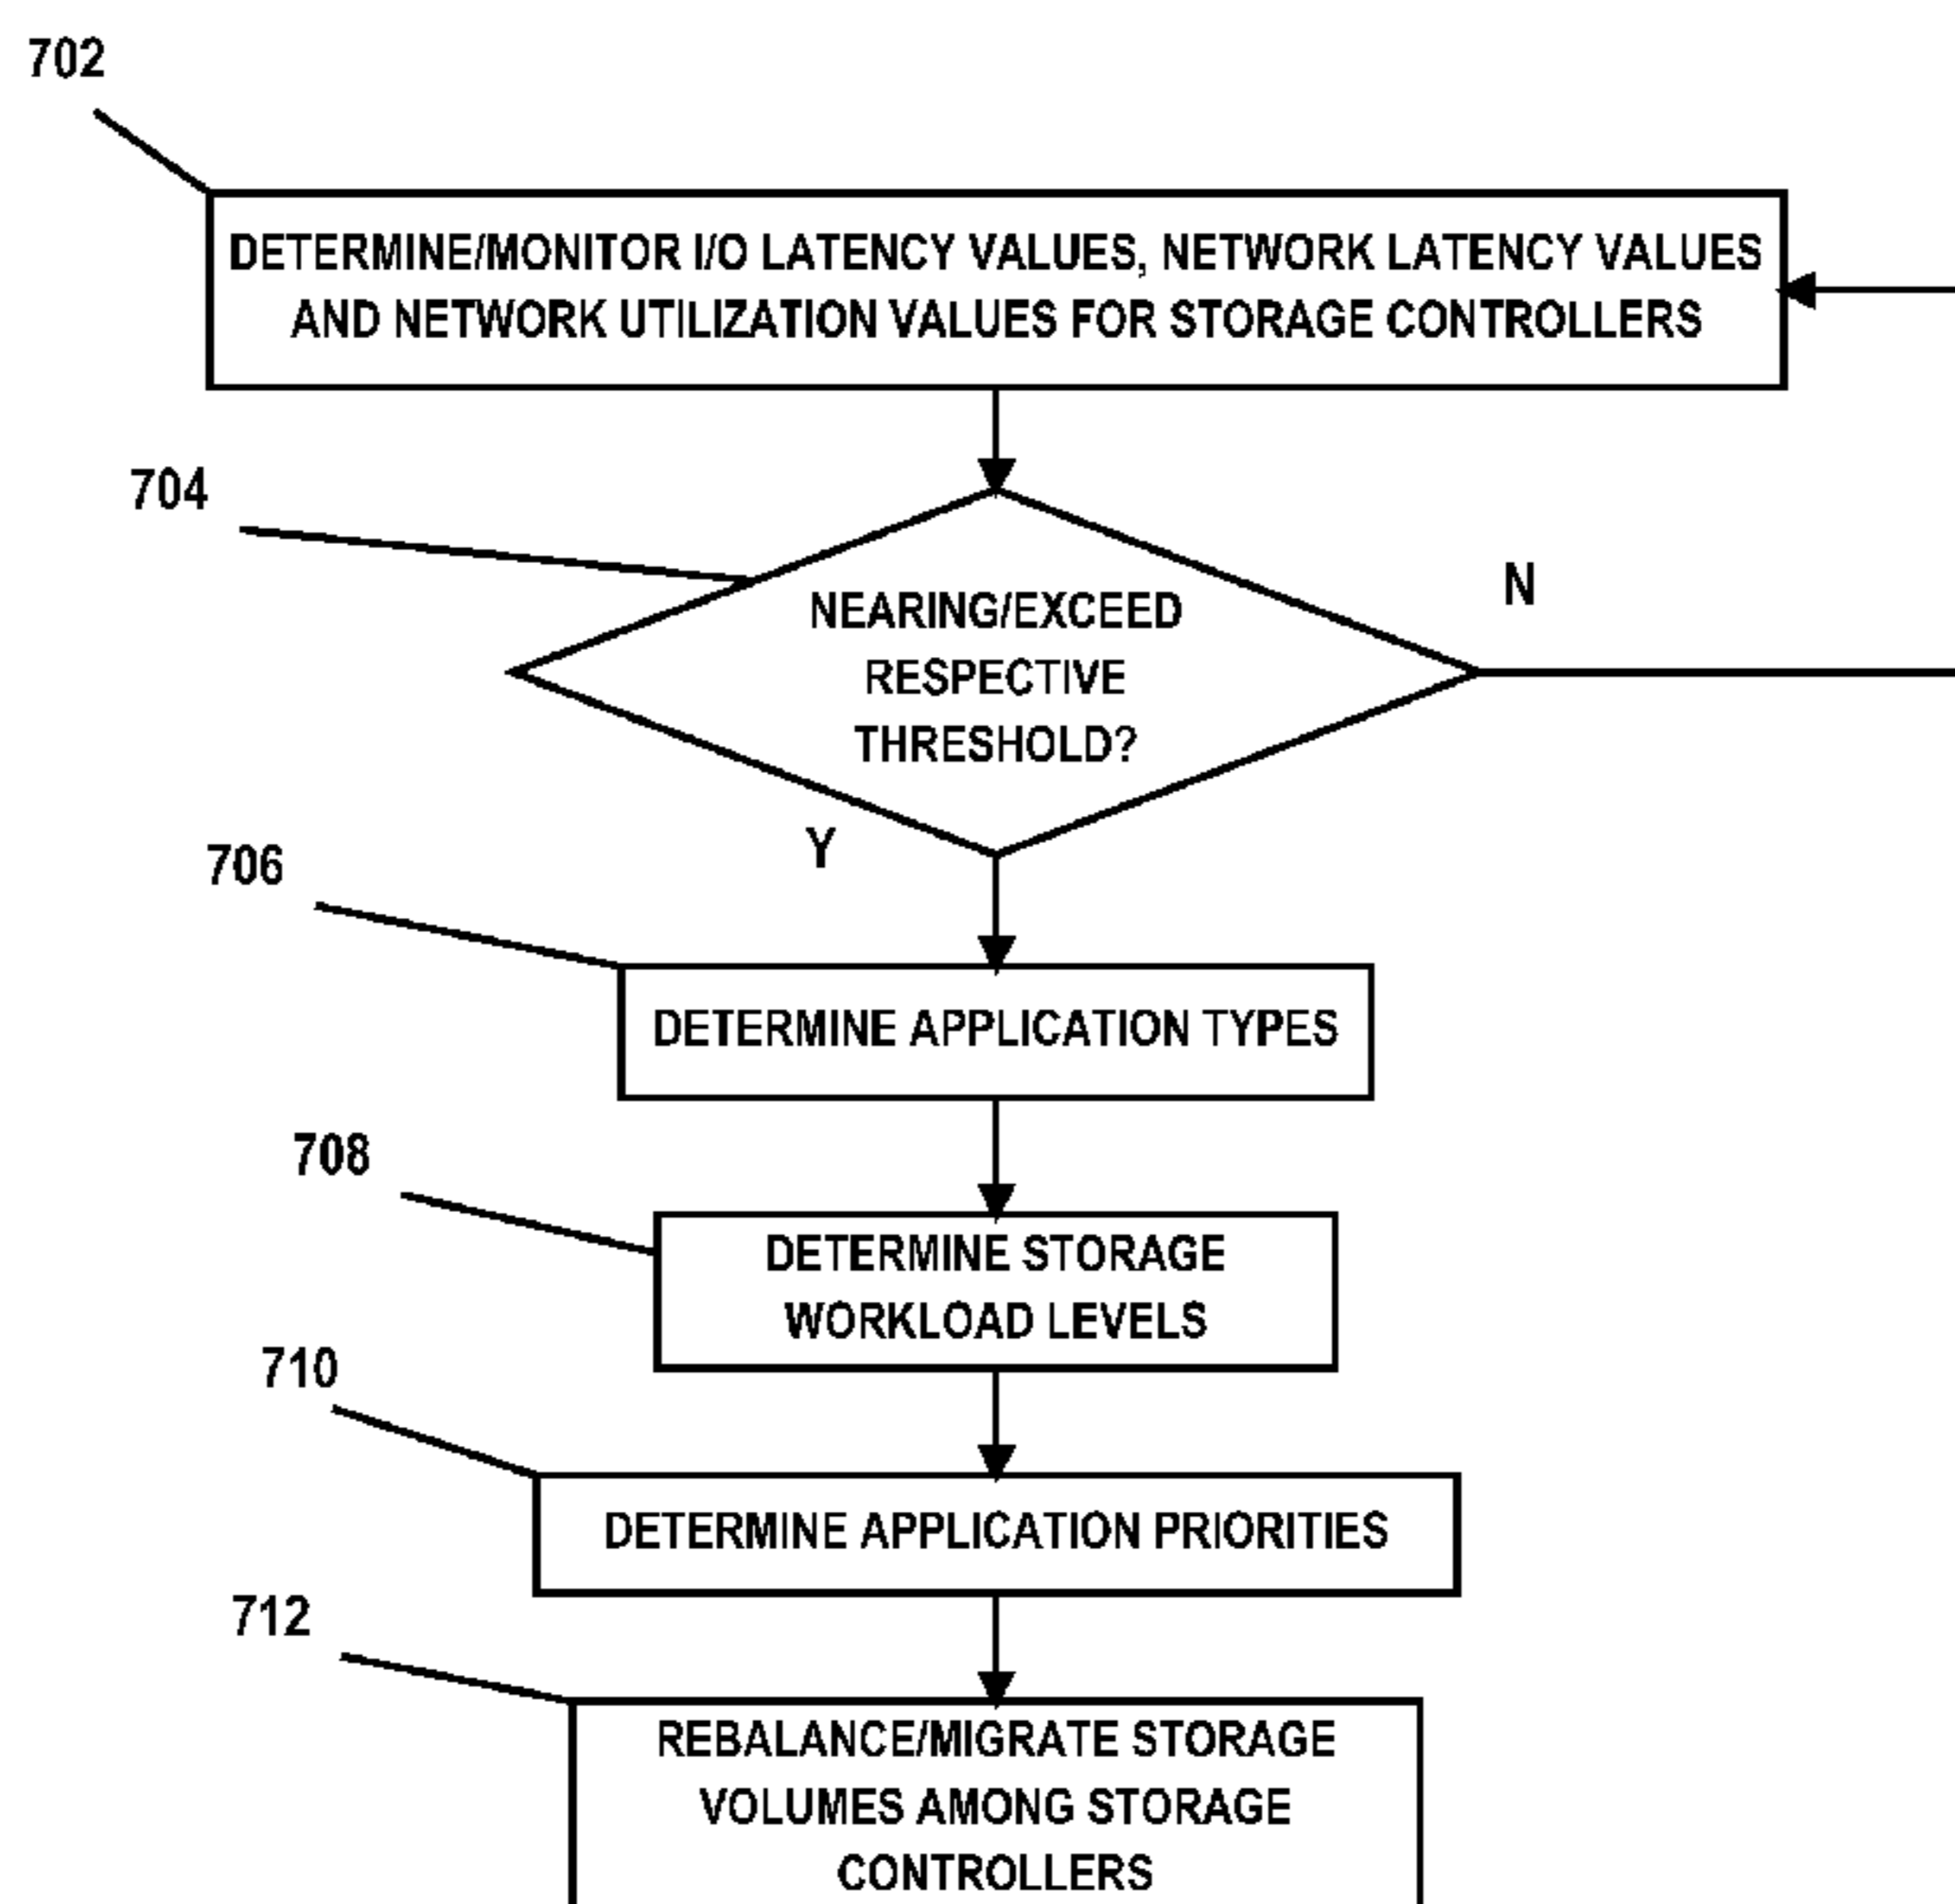 702
DETERMINE/MONITOR I/O LATENCY VALUES, NETWORK LATENCY VALUES
AND NETWORK UTILIZATION VALUES FOR STORAGE CONTROLLERS
704
NEARING/EXCEED
RESPECTIVE
THRESHOLD?
N
Y
706
DETERMINE APPLICATION TYPES
708
DETERMINE STORAGE
WORKLOAD LEVELS
710
DETERMINE APPLICATION PRIORITIES
712
REBALANCE/MIGRATE STORAGE
VOLUMES AMONG STORAGE
CONTROLLERS